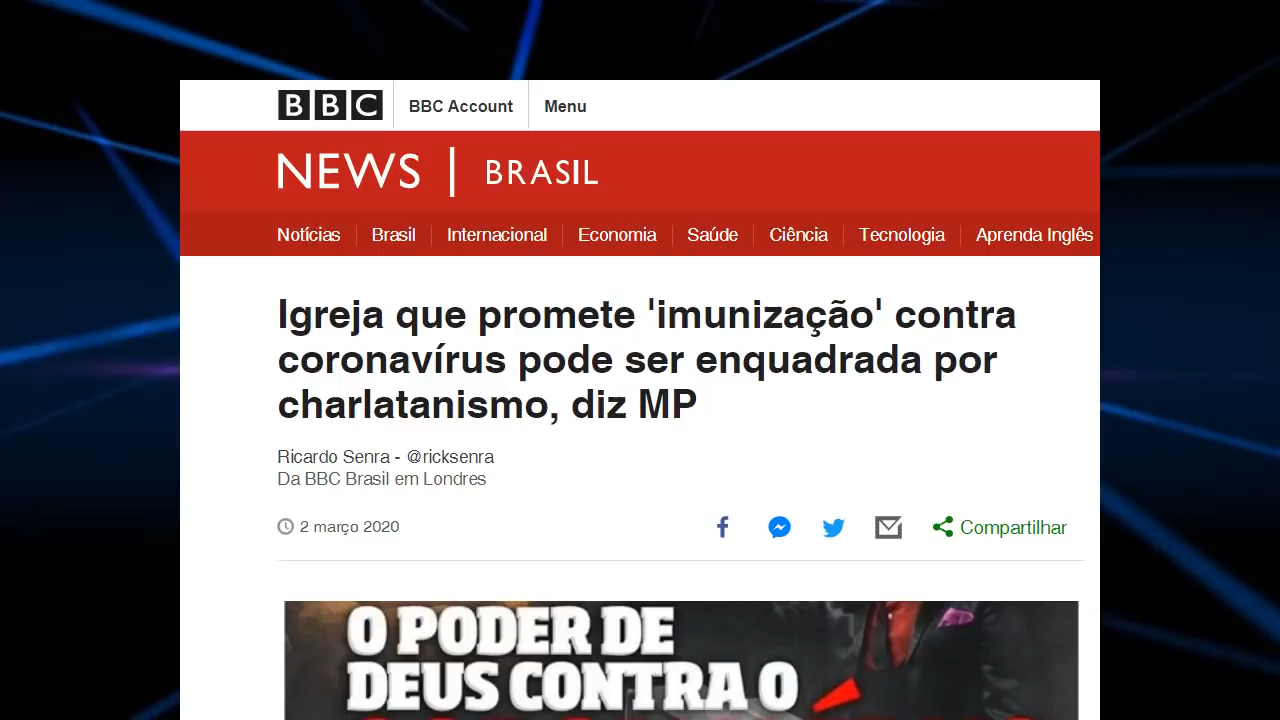 BBC BBC Account Menu
NEWS BRASIL
Notícias Brasil Internacional Economia Saúde Ciência Tecnologia Aprenda Inglês
Igreja que promete 'imunização' contra
coronavírus pode ser enquadrada por
charlatanismo, diz MP
Ricardo Senra - @ricksenra
Da BBC Brasil em Londres
2 março 2020 Compartilhar
O PODER DE
DEUS CONTRA O